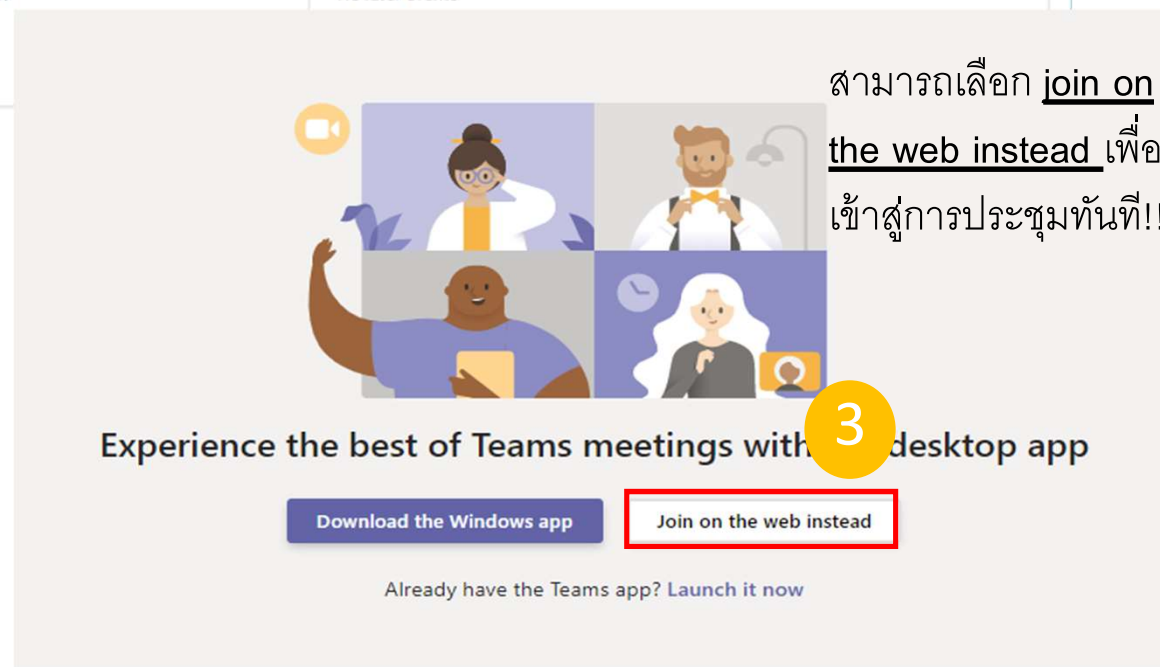 สามารถเลือก join on
the web instead เพื่อ
เข้าสู่การประชุมทันที!!
3
Experience the best of Teams meetings with desktop app
Download the Windows app
Join on the web instead
Already have the Teams app? Launch it now